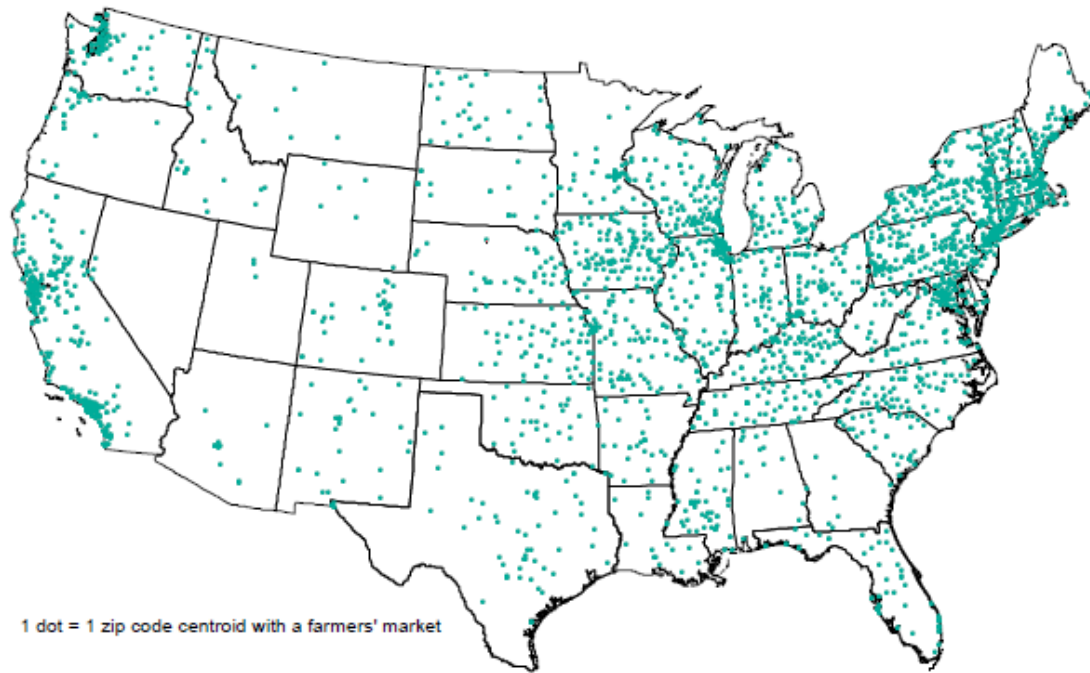 1 dot = 1 zip code centroid with a farmers' market